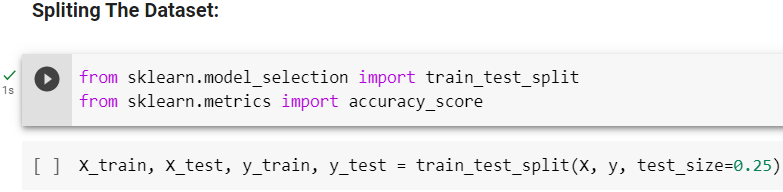 Spliting The Dataset:
from sklearn.model_selection import train_test_split
1s
from sklearn.metrics import accuracy_score
[ ] X_train, X_test, y_train, y_test = train_test_split(X, y, test_size=0.25)